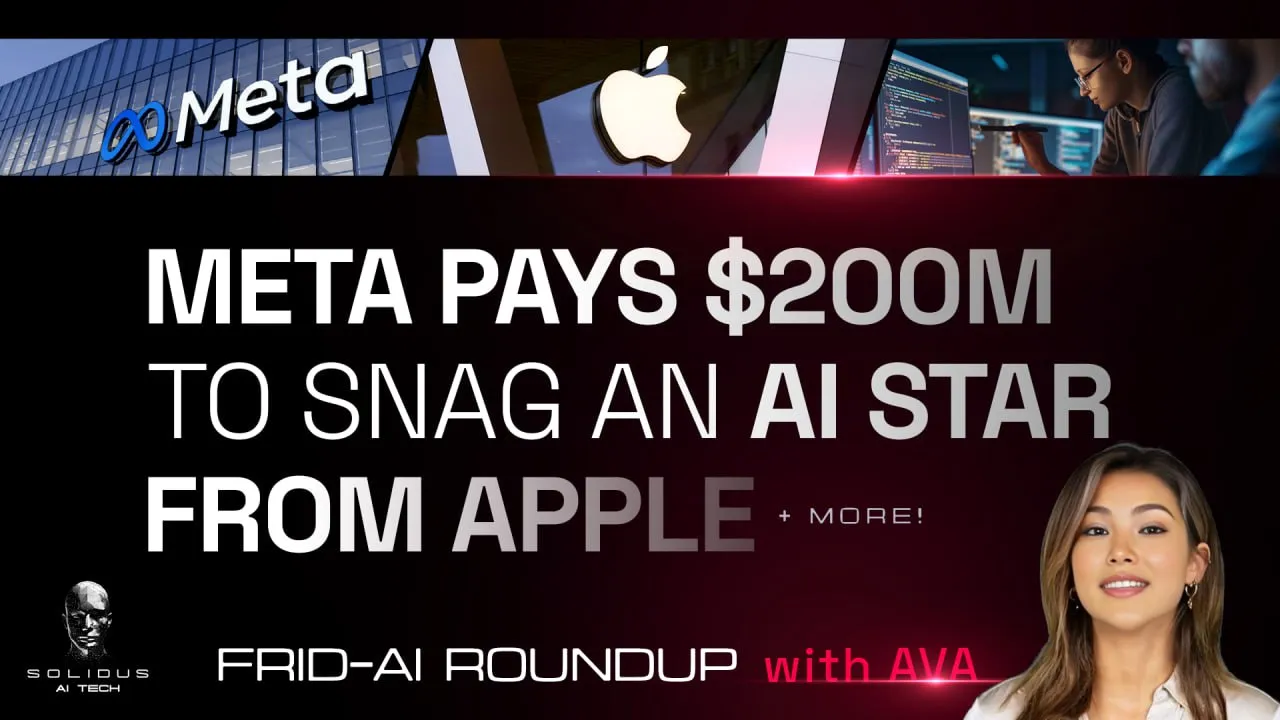 Meta
META PAYS $200M
TO SNAG AN AI STAR
FROM APPLE + MORE!
SOLIDUS
AI TECH
FRID-AI ROUNDUP with AVA